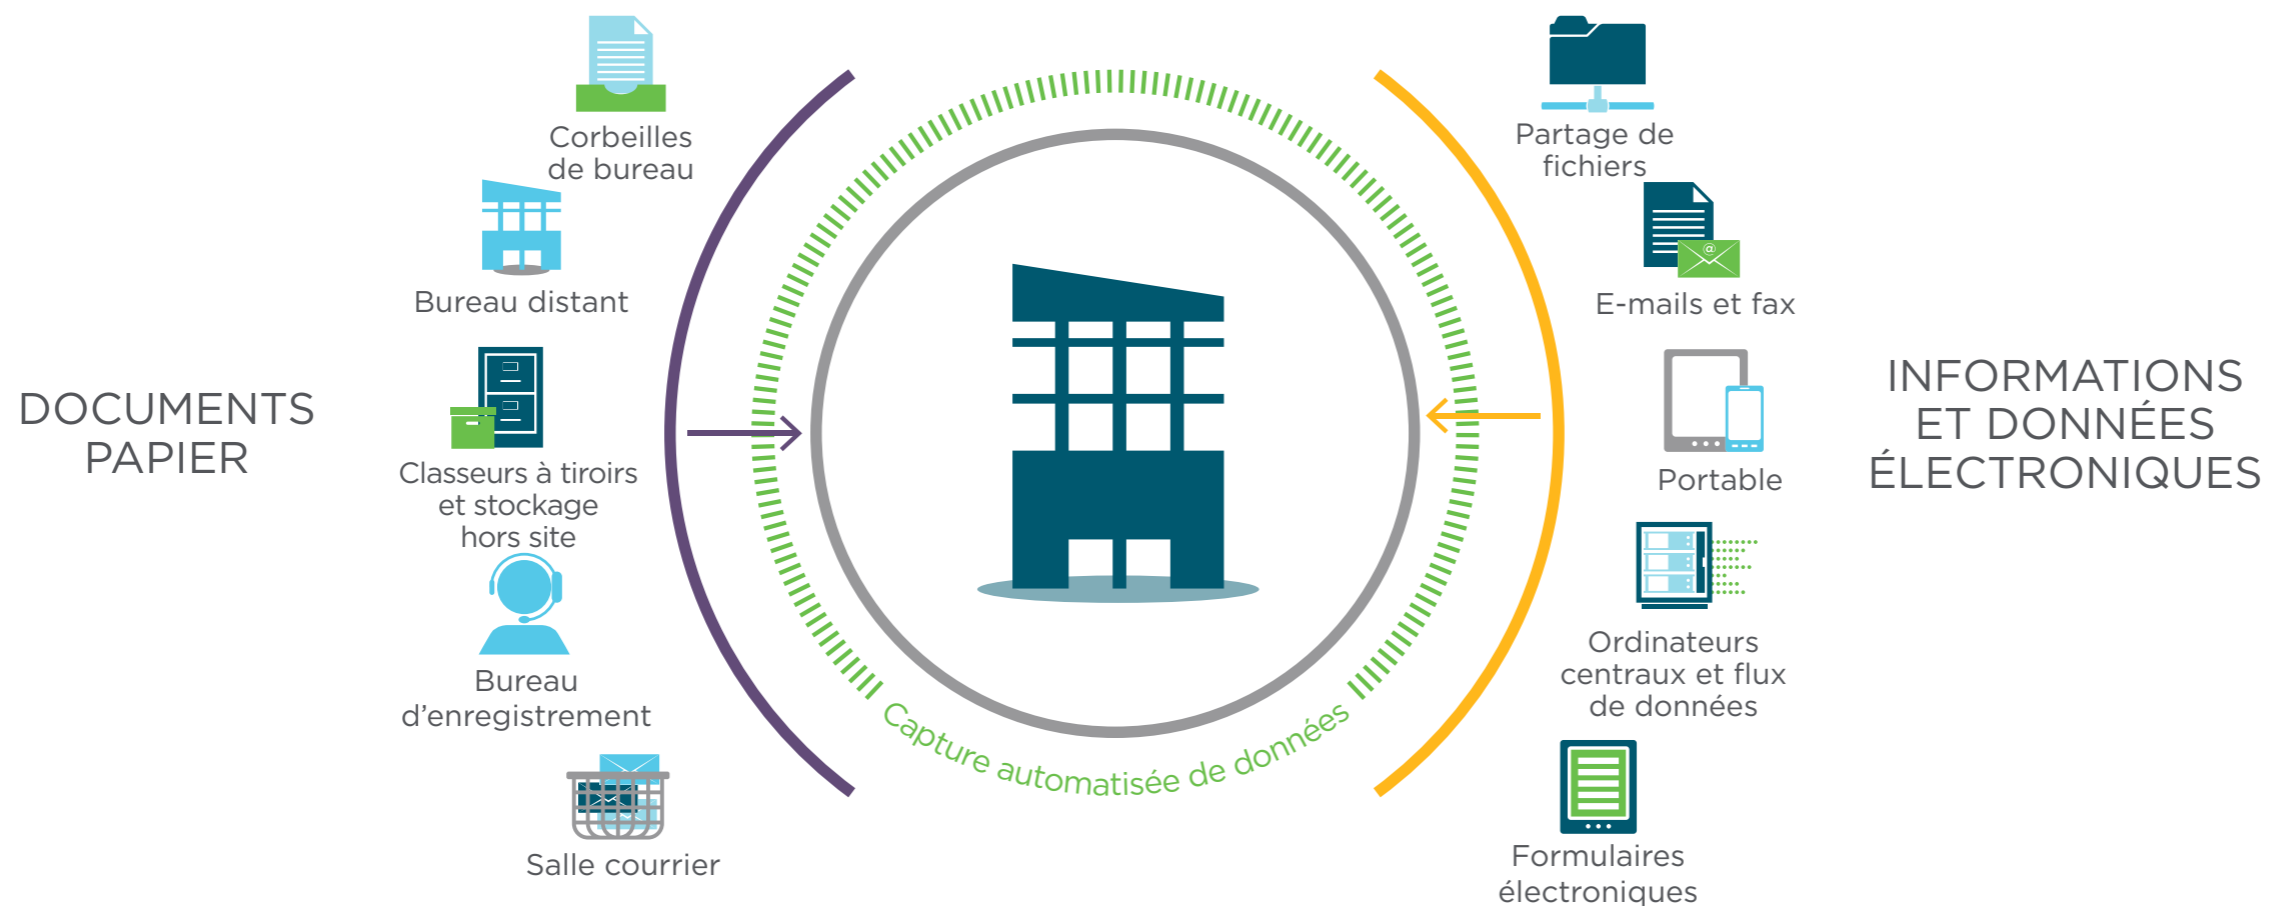 DOCUMENTS
PAPIER
Corbeilles
de bureau
Bureau distant
Classeurs à tiroirs
et stockage
hors site
Bureau
d’enregistrement
Salle courrier
Capture automatisée de données
Partage de
fichiers
@
E-mails et fax
Portable
Ordinateurs
centraux et flux
de données
Formulaires
électroniques
INFORMATIONS
ET DONNÉES
ÉLECTRONIQUES